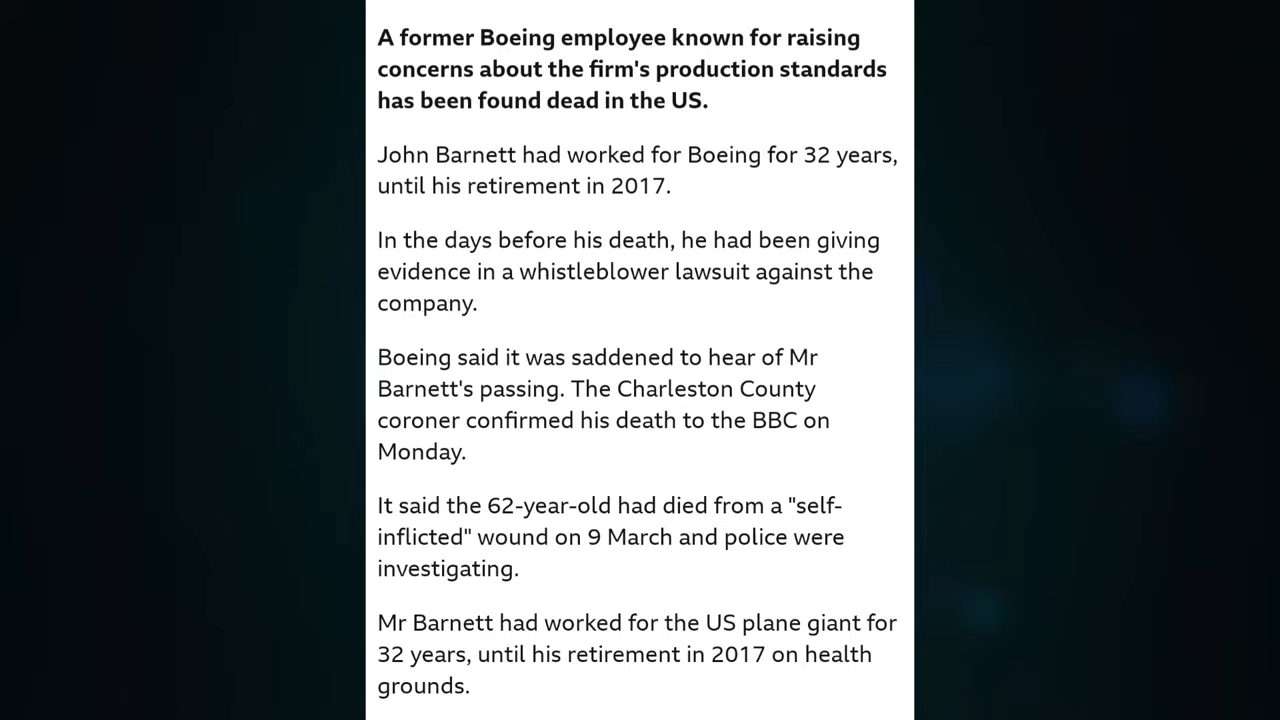 A former Boeing employee known for raising
concerns about the firm's production standards
has been found dead in the US.
John Barnett had worked for Boeing for 32 years,
until his retirement in 2017.
In the days before his death, he had been giving
evidence in a whistleblower lawsuit against the
company.
Boeing said it was saddened to hear of Mr
Barnett's passing. The Charleston County
coroner confirmed his death to the BBC on
Monday.
It said the 62-year-old had died from a "self-
inflicted" wound on 9 March and police were
investigating.
Mr Barnett had worked for the US plane giant for
32 years, until his retirement in 2017 on health
grounds.